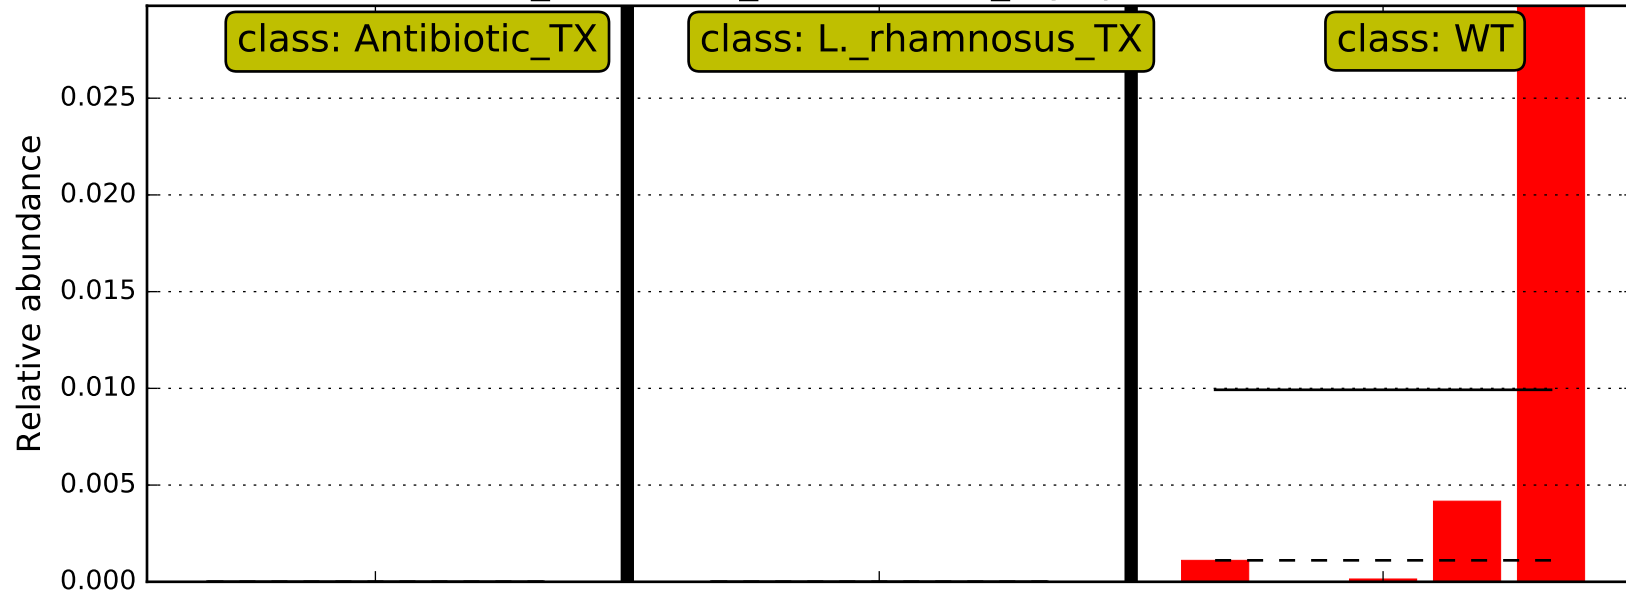 class: Antibiotic_TX
class: L._rhamnosus_TX
class: WT
Relative abundance
0.025
0.020
0.015
0.010
0.005
0.000